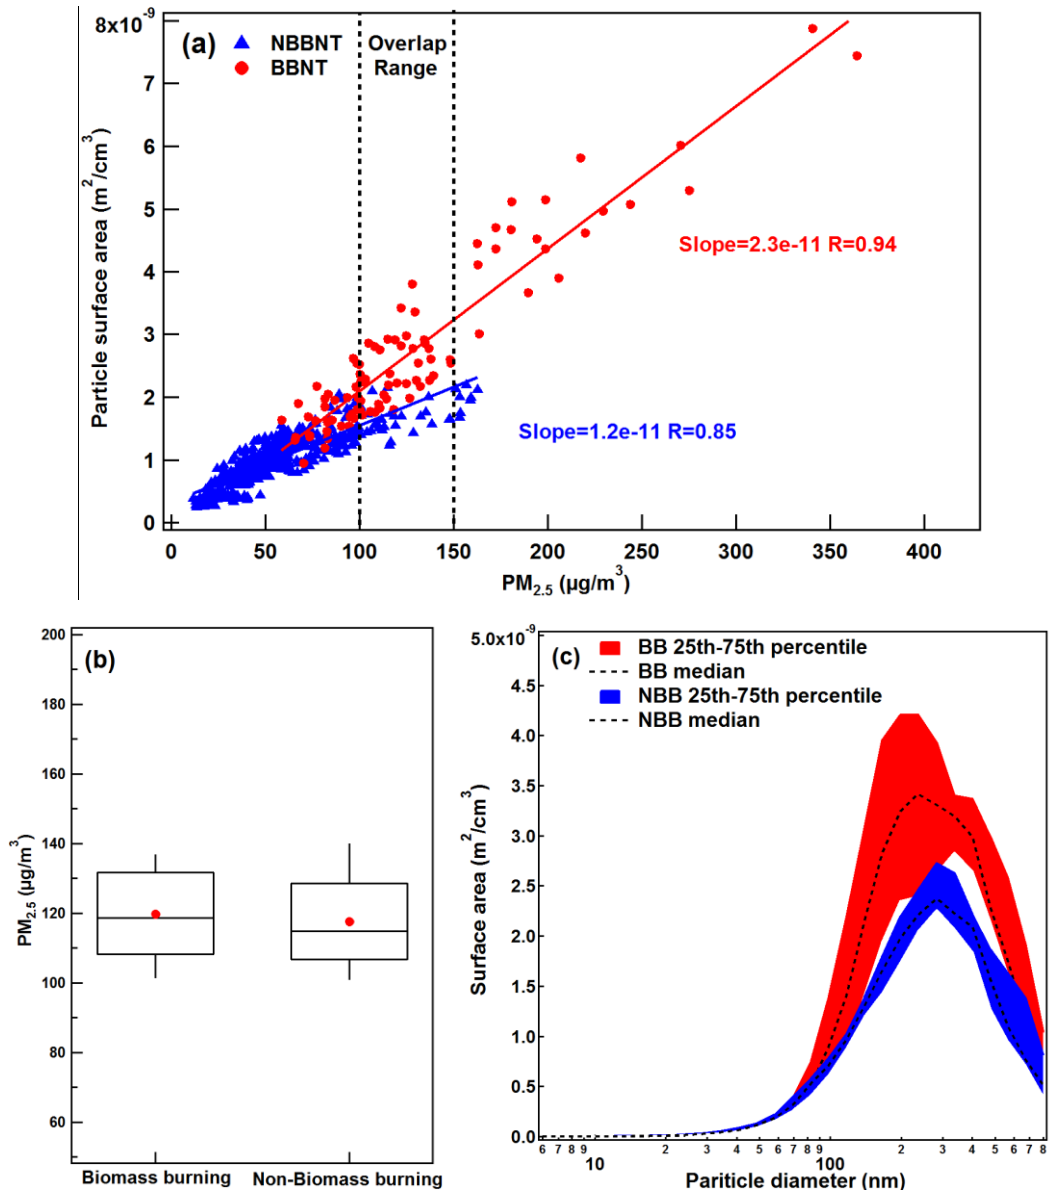 8x10⁻⁹
(a)
NBBNT
BBNT
Overlap
Range
7
6
5
4
3
2
1
0
Particle surface area (m²/cm³)
Slope=2.3e-11 R=0.94
Slope=1.2e-11 R=0.85
0 50 100 150 200 250 300 350 400
PM₂.₅ (µg/m³)
(b)
200
180
160
140
120
100
80
60
PM₂.₅ (µg/m³)
Biomass burning Non-Biomass burning
(c)
5.0x10⁻⁹
BB 25th-75th percentile
BB median
NBB 25th-75th percentile
NBB median
4.5
4.0
3.5
3.0
2.5
2.0
1.5
1.0
0.5
0.0
Surface area (m²/cm³)
6 7 8 9 2 3 4 5 6 7 8 9 2 3 4 5 6 7 8
10 100
Pariticle diameter (nm)